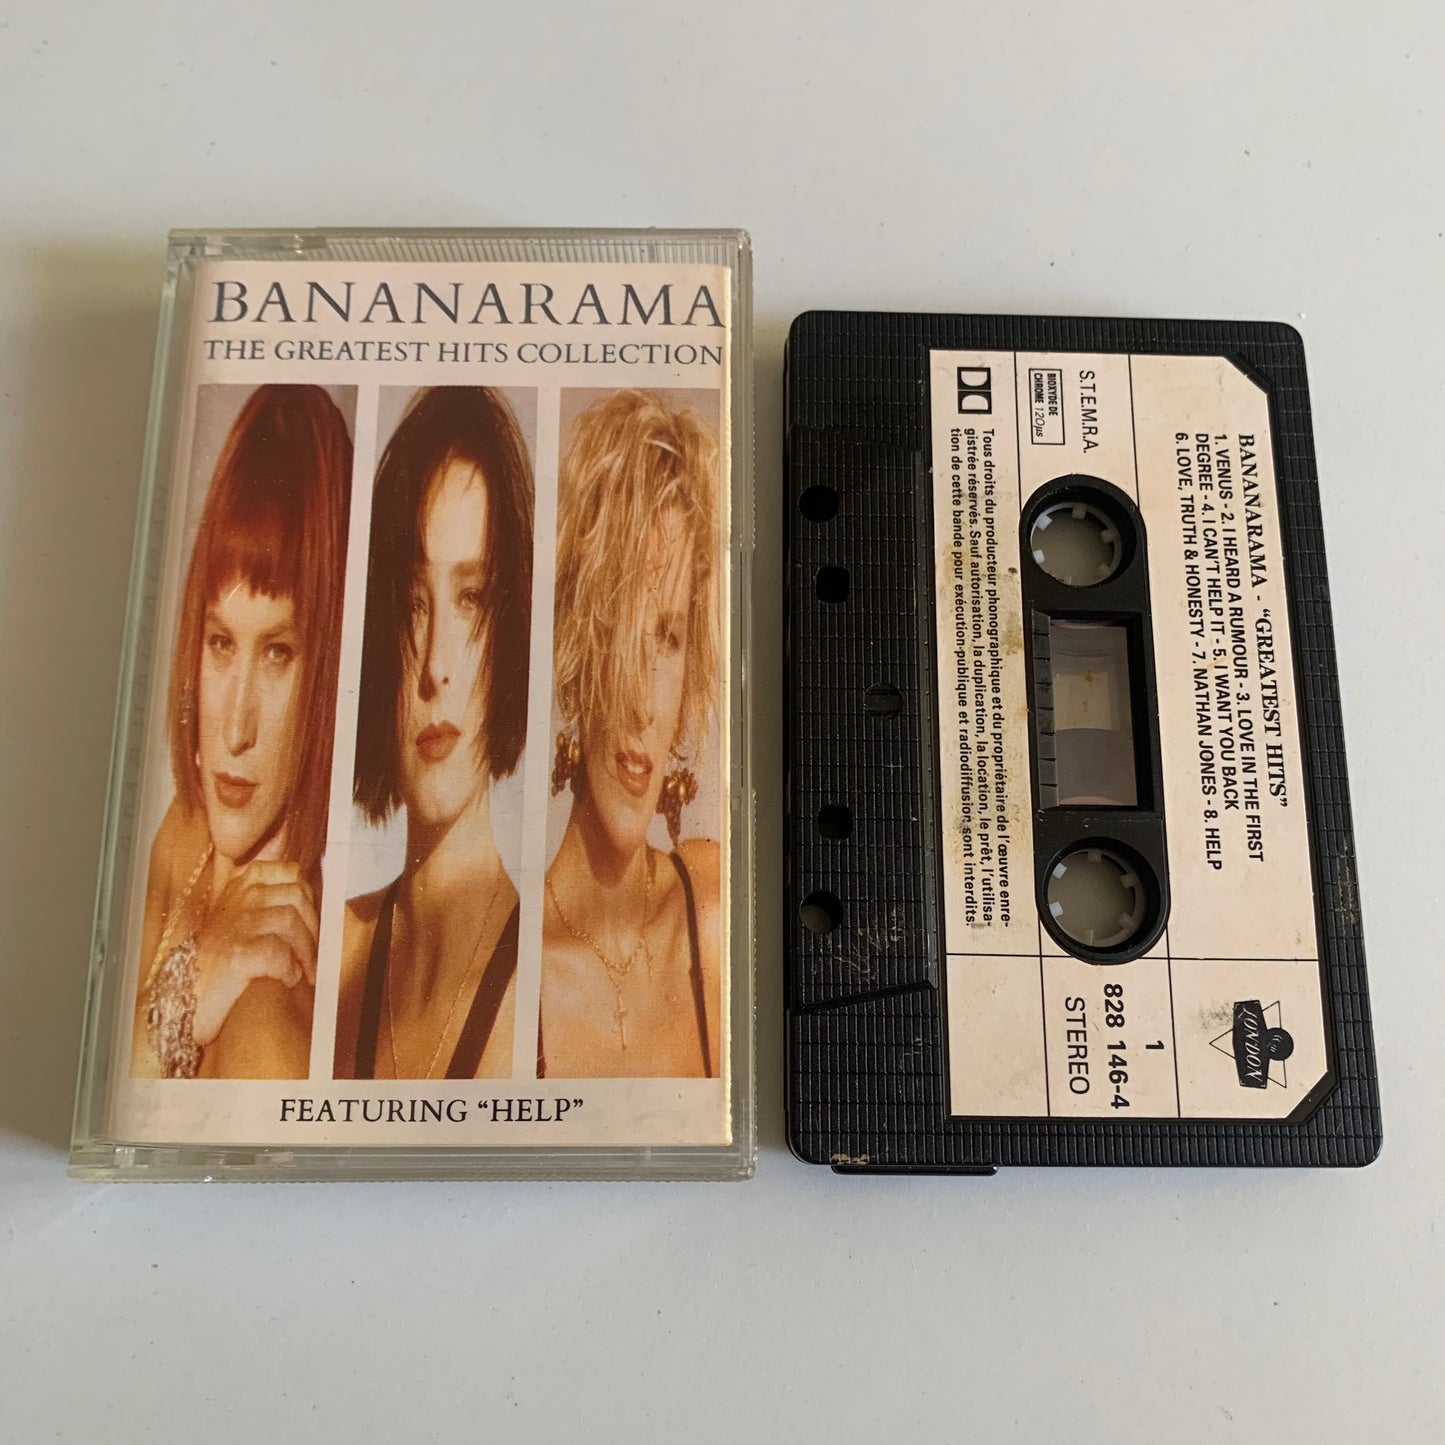 BANANARAMA
THE GREATEST HITS COLLECTION
FEATURING “HELP”
BANANARAMA - “GREATEST HITS”
1. VENUS - 2. I HEARD A RUMOUR - 3. LOVE IN THE FIRST
DEGREE - 4. I CAN'T HELP IT - 5. I WANT YOU BACK
6. LOVE, TRUTH & HONESTY - 7. NATHAN JONES - 8. HELP
S.T.E.M.R.A.
BIOXYDE DE
CHROME 120µs
Tous droits du producteur phonographique et du propriétaire de l'œuvre enre-
gistrée réservés. Sauf autorisation, la duplication, la location, le prêt, l'utilisa-
tion de cette bande pour exécution publique et radiodiffusion sont interdits.
LONDON
1
828 146-4
STEREO